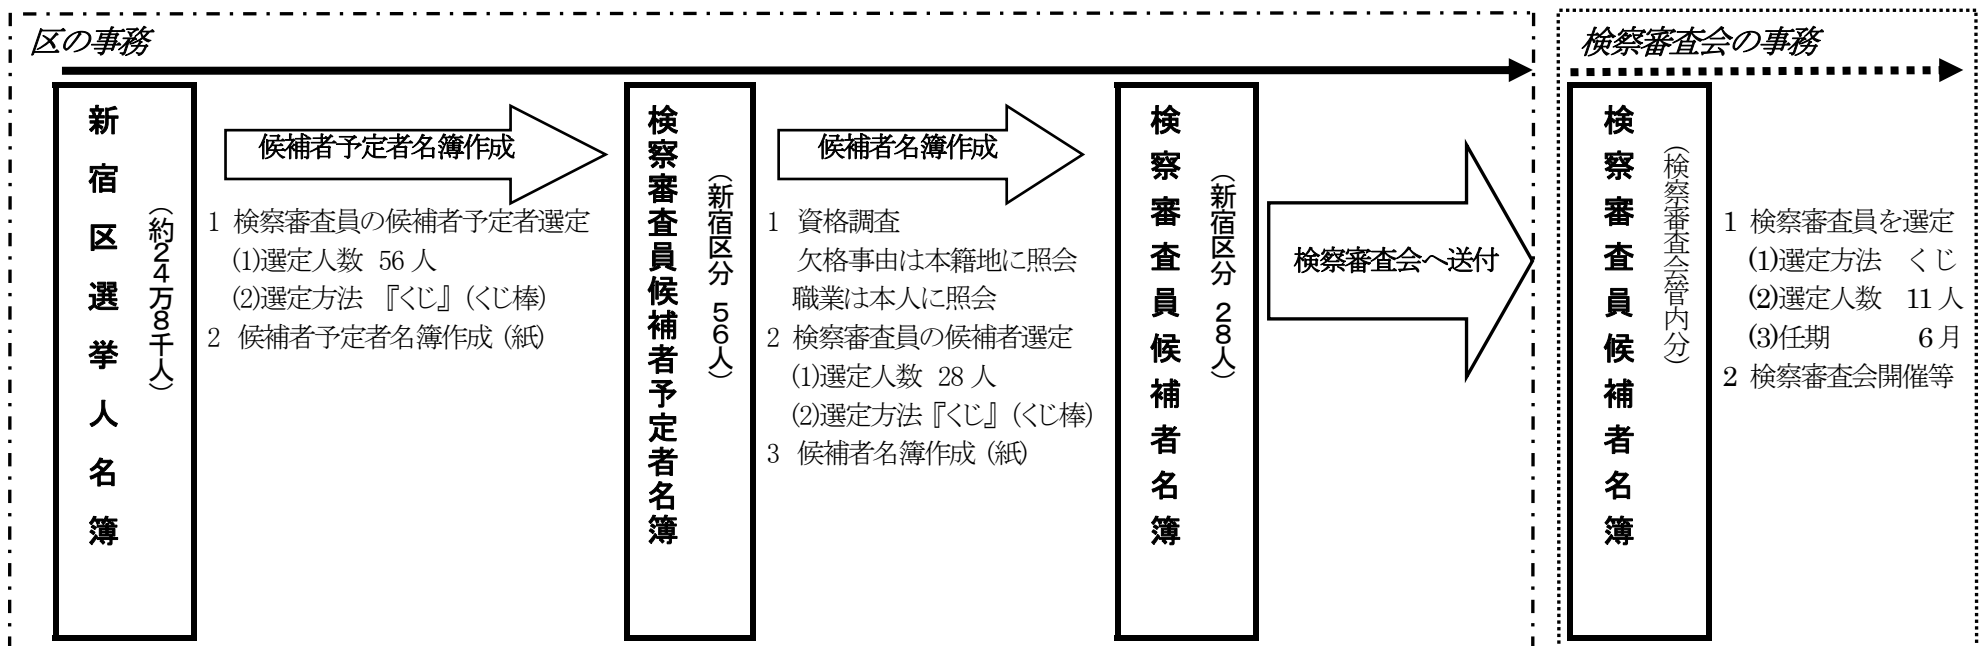 区の事務
新宿区選挙人名簿
（約２４万８千人）
候補者予定者名簿作成
1 検察審査員の候補者予定者選定
(1)選定人数 56 人
(2)選定方法 『くじ』（くじ棒）
2 候補者予定者名簿作成（紙）
検察審査員候補者予定者名簿
（新宿区分 ５６人）
候補者名簿作成
1 資格調査
欠格事由は本籍地に照会
職業は本人に照会
2 検察審査員の候補者選定
(1)選定人数 28 人
(2)選定方法『くじ』（くじ棒）
3 候補者名簿作成（紙）
検察審査員候補者名簿
（新宿区分 ２８人）
検察審査会へ送付
検察審査会の事務
検察審査員候補者名簿
（検察審査会管内分）
1 検察審査員を選定
(1)選定方法 くじ
(2)選定人数 11 人
(3)任期 6 月
2 検察審査会開催等